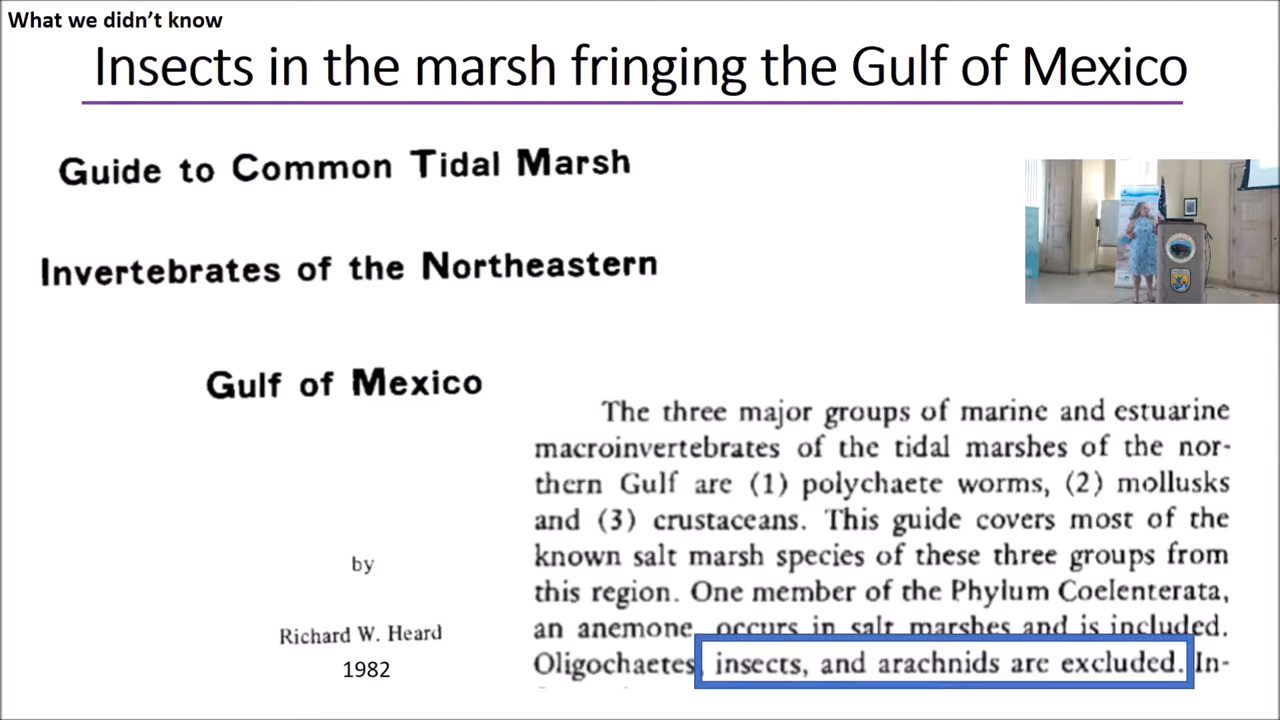 What we didn't know
Insects in the marsh fringing the Gulf of Mexico
Guide to Common Tidal Marsh
Invertebrates of the Northeastern
Gulf of Mexico
by
Richard W. Heard
1982
The three major groups of marine and estuarine
macroinvertebrates of the tidal marshes of the nor-
thern Gulf are (1) polychaete worms, (2) mollusks
and (3) crustaceans. This guide covers most of the
known salt marsh species of these three groups from
this region. One member of the Phylum Coelenterata,
an anemone occurs in salt marshes and is included.
Oligochaetes, insects, and arachnids are excluded. In-